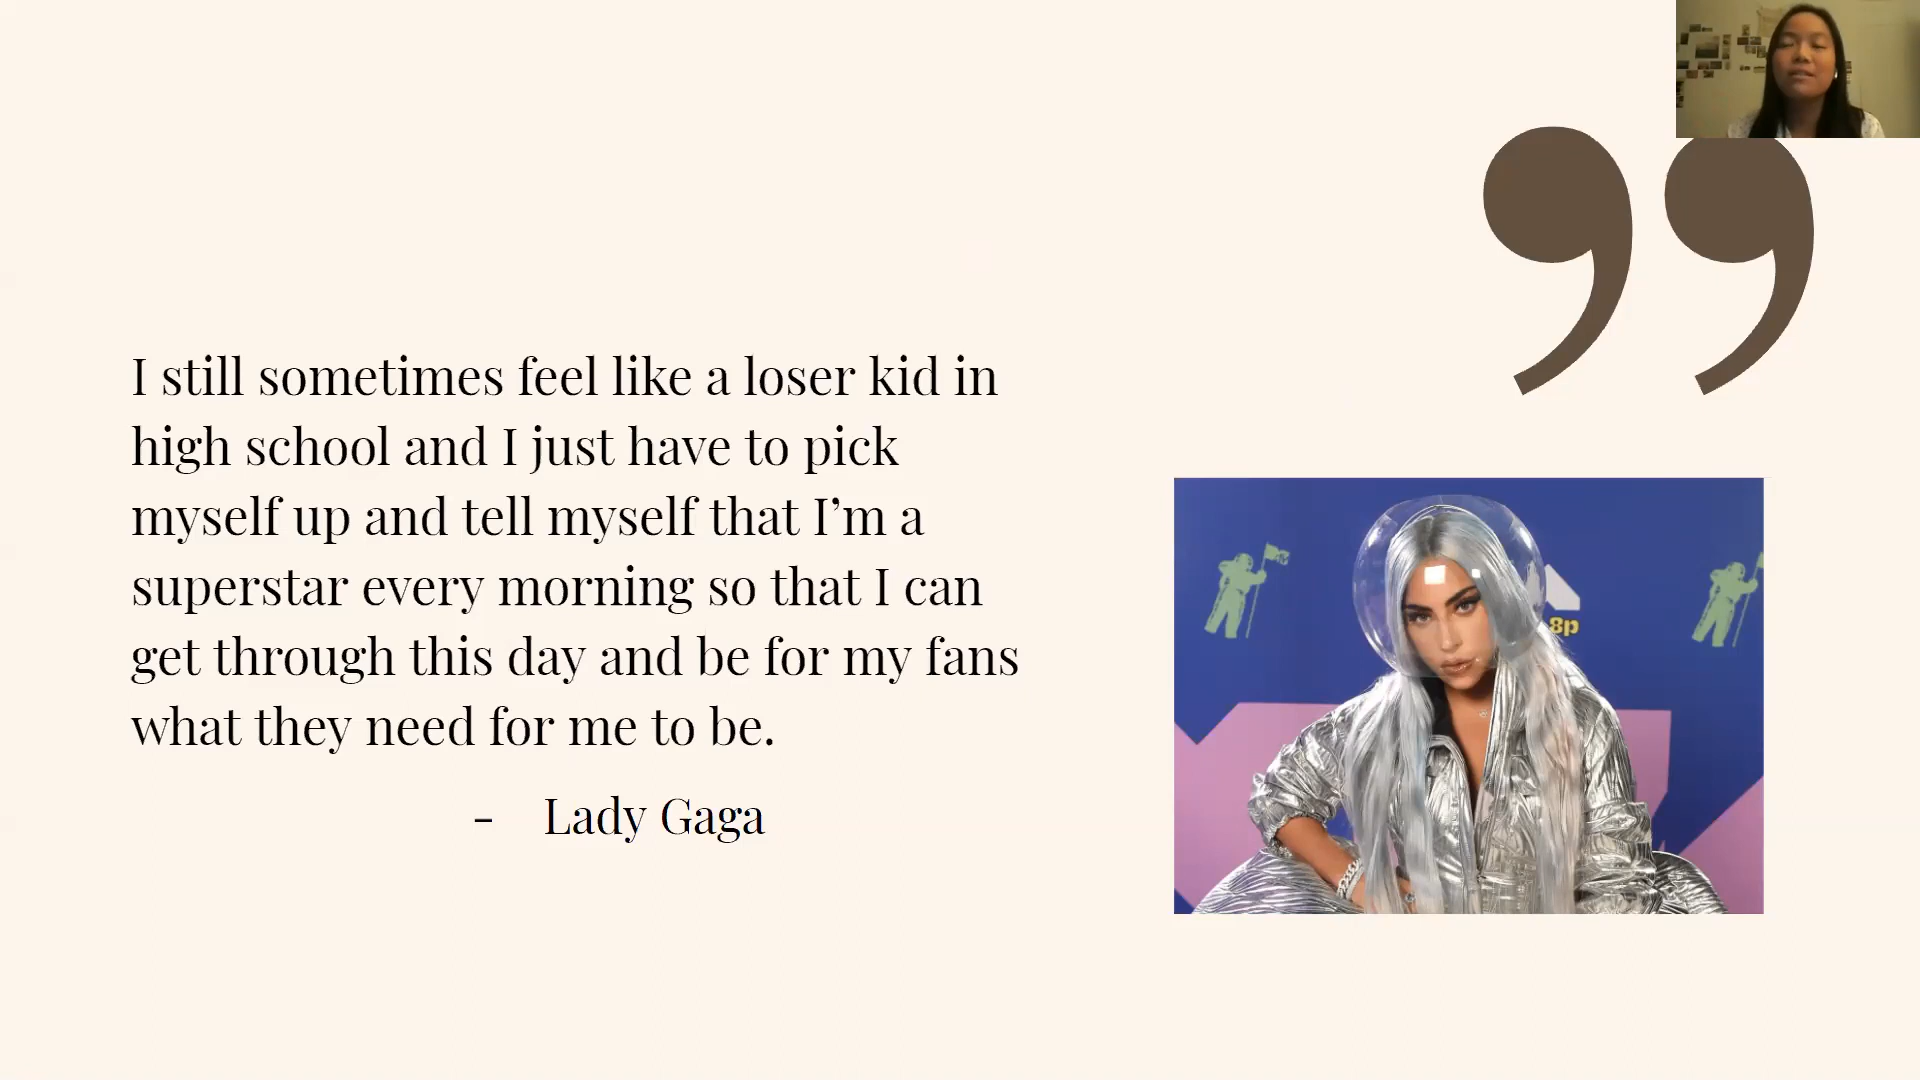 I still sometimes feel like a loser kid in
high school and I just have to pick
myself up and tell myself that I’m a
superstar every morning so that I can
get through this day and be for my fans
what they need for me to be.
- Lady Gaga
8p